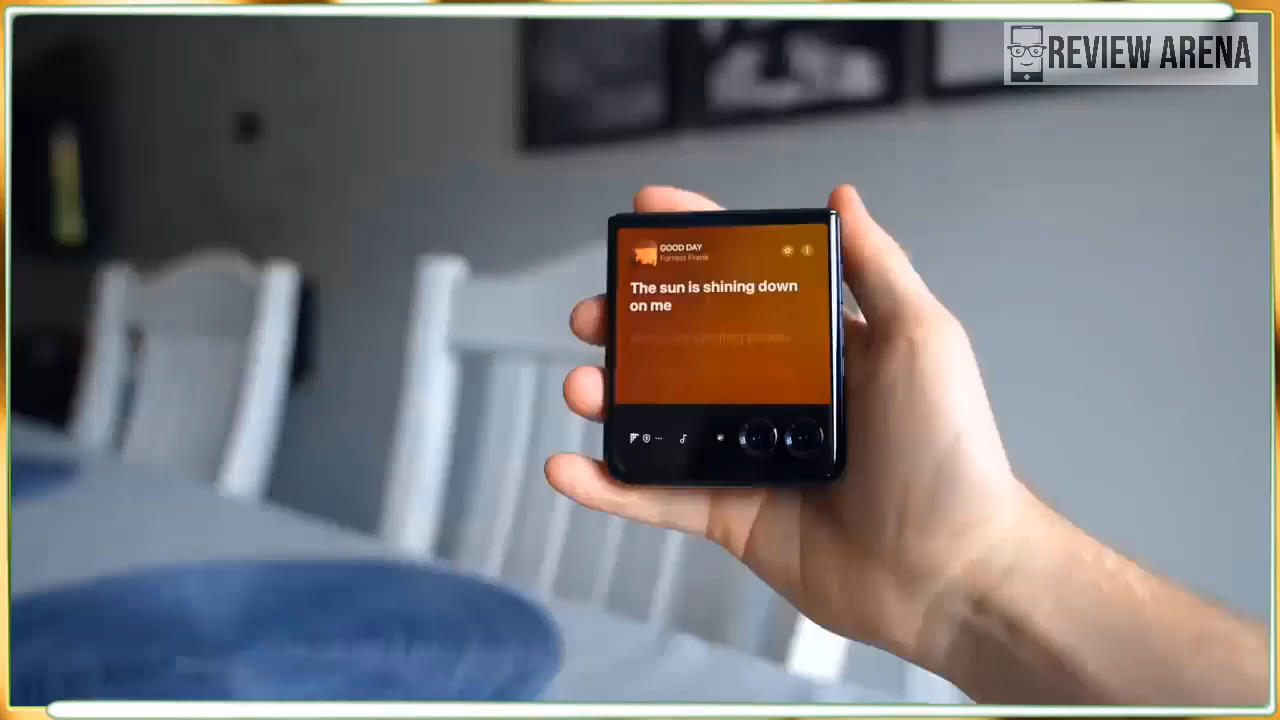 REVIEW ARENA
GOOD DAY
Forrest Frank
The sun is shining down
on me